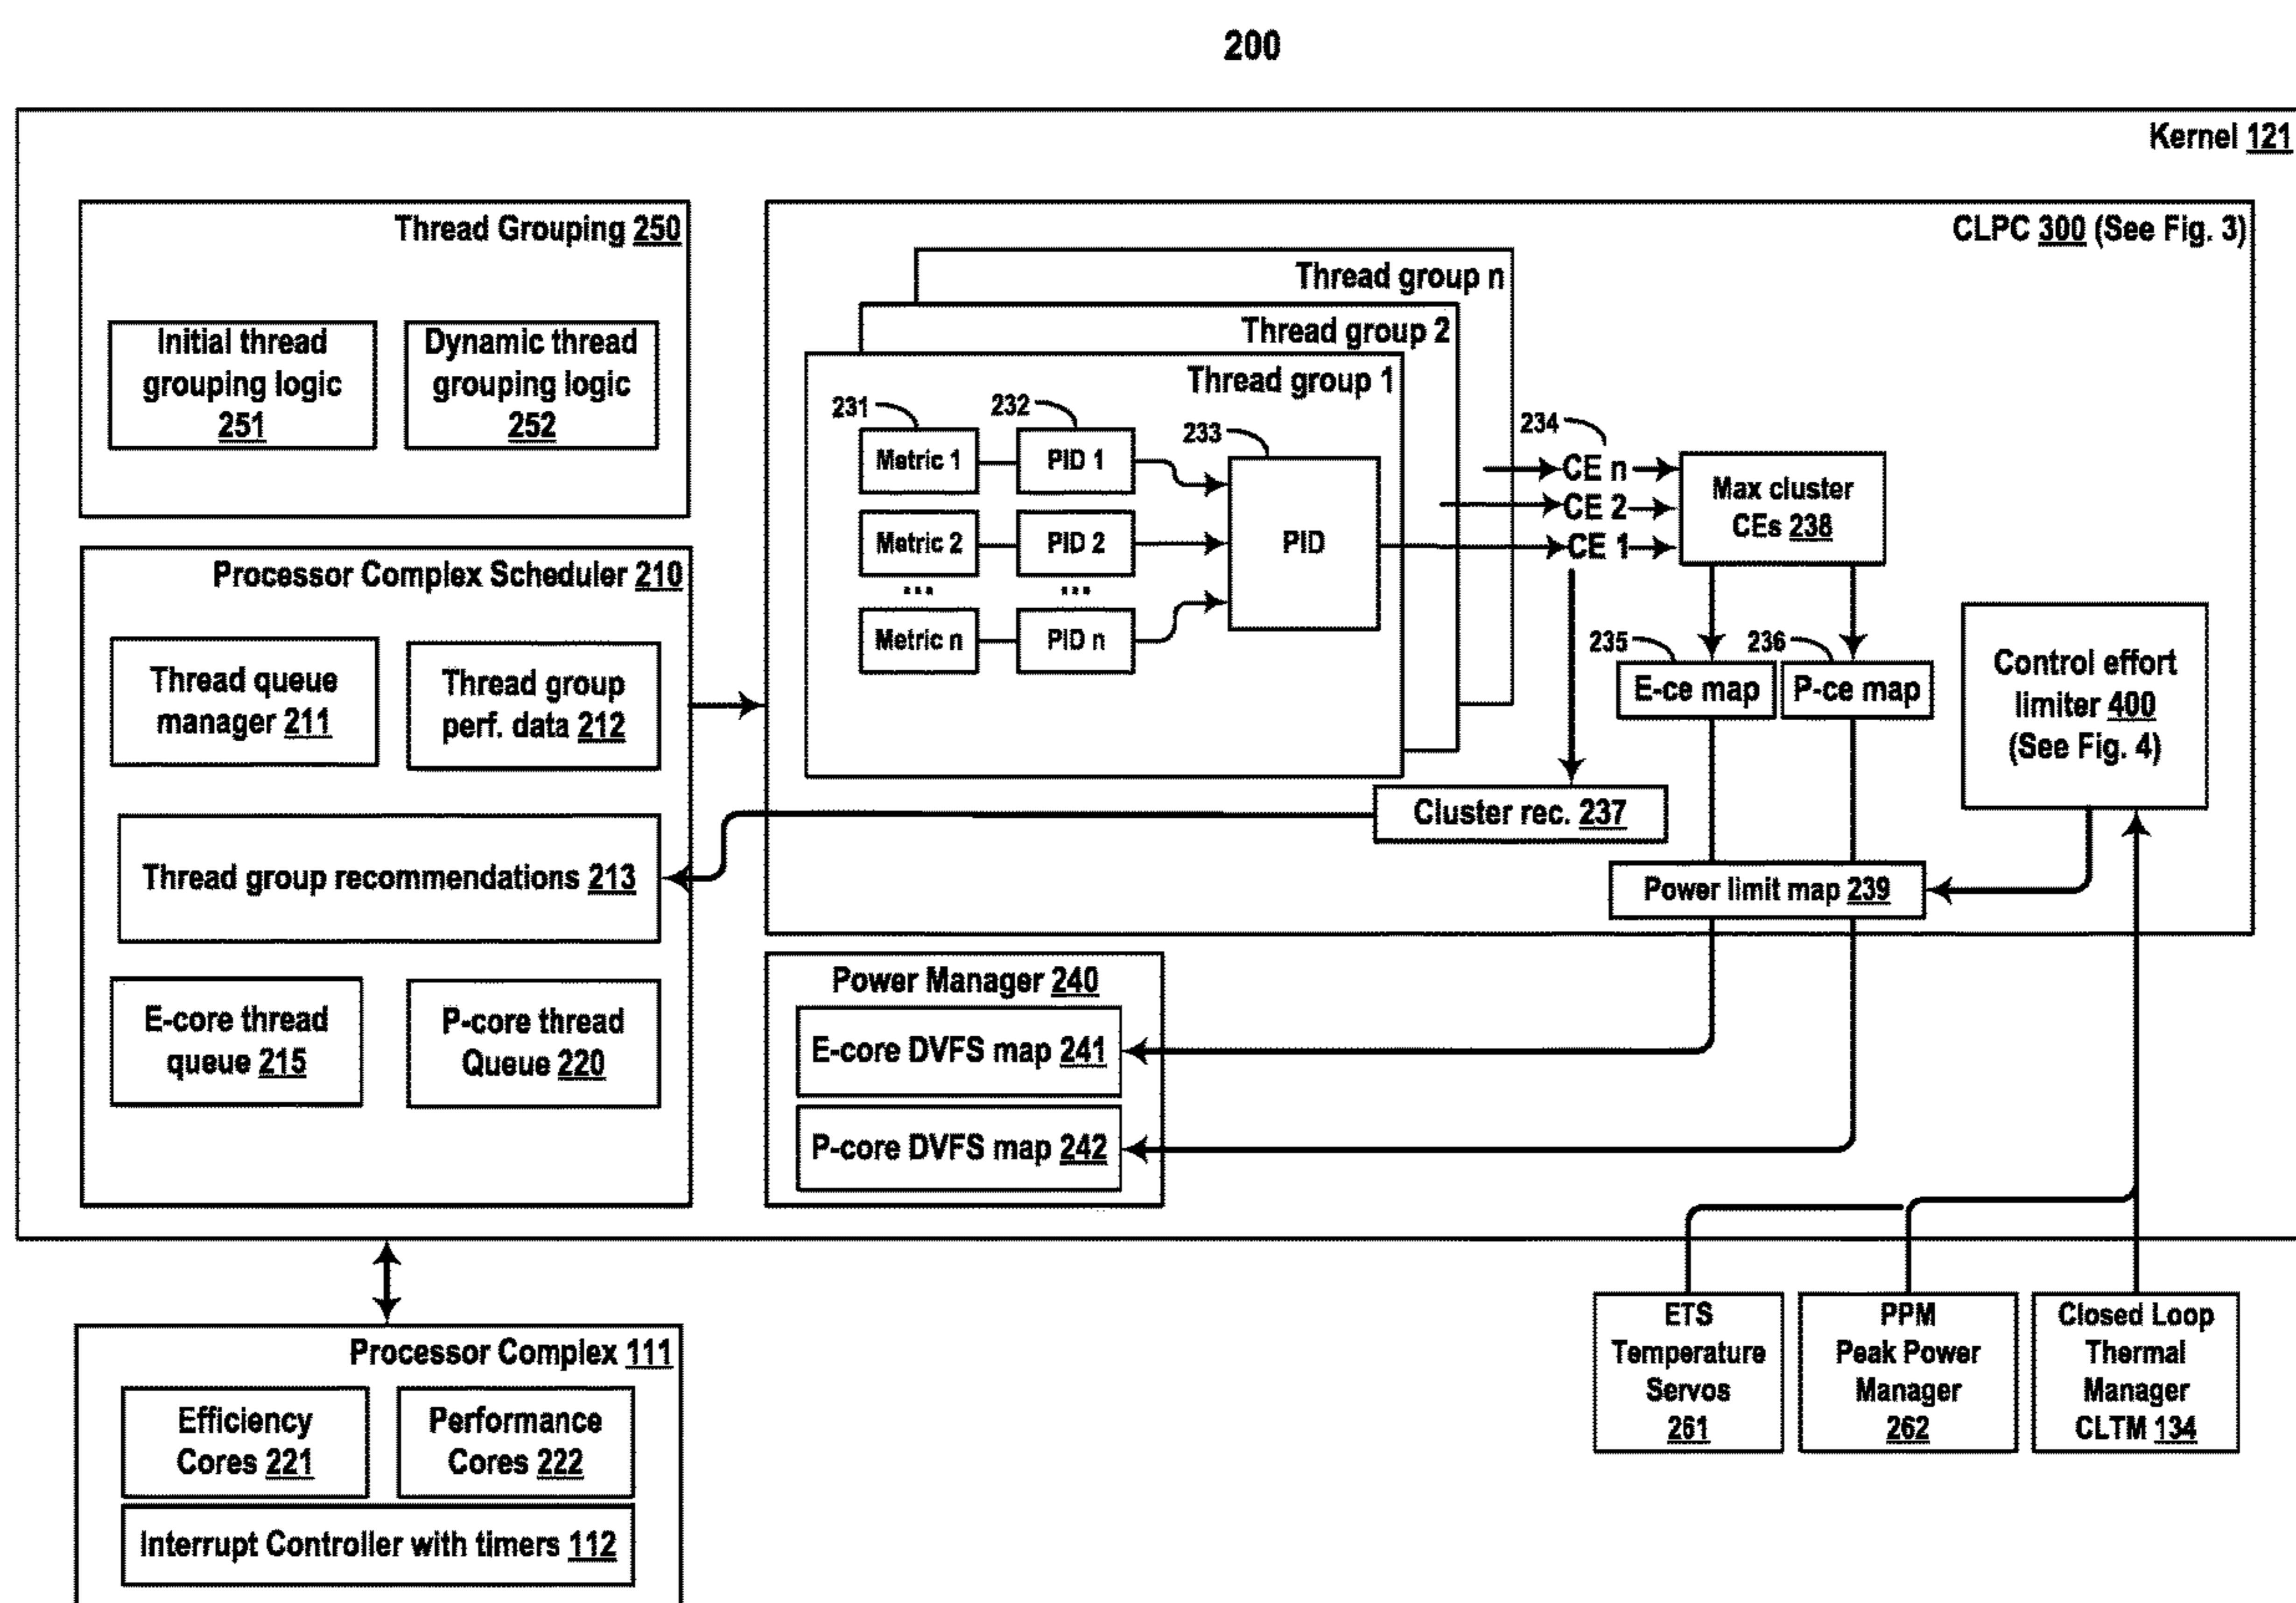 200
Kernel 121
Thread Grouping 250
Initial thread
grouping logic
251
Dynamic thread
grouping logic
252
Processor Complex Scheduler 210
Thread queue
manager 211
Thread group
perf. data 212
Thread group recommendations 213
E-core thread
queue 215
P-core thread
Queue 220
CLPC 300 (See Fig. 3)
Thread group n
Thread group 2
Thread group 1
231
232
233
Metric 1
PID 1
Metric 2
PID 2
PID
...
...
Metric n
PID n
234
CE n
CE 2
CE 1
Max cluster
CEs 238
235
236
E-ce map
P-ce map
Control effort
limiter 400
(See Fig. 4)
Cluster rec. 237
Power limit map 239
Power Manager 240
E-core DVFS map 241
P-core DVFS map 242
Processor Complex 111
Efficiency
Cores 221
Performance
Cores 222
Interrupt Controller with timers 112
ETS
Temperature
Servos
261
PPM
Peak Power
Manager
262
Closed Loop
Thermal
Manager
CLTM 134